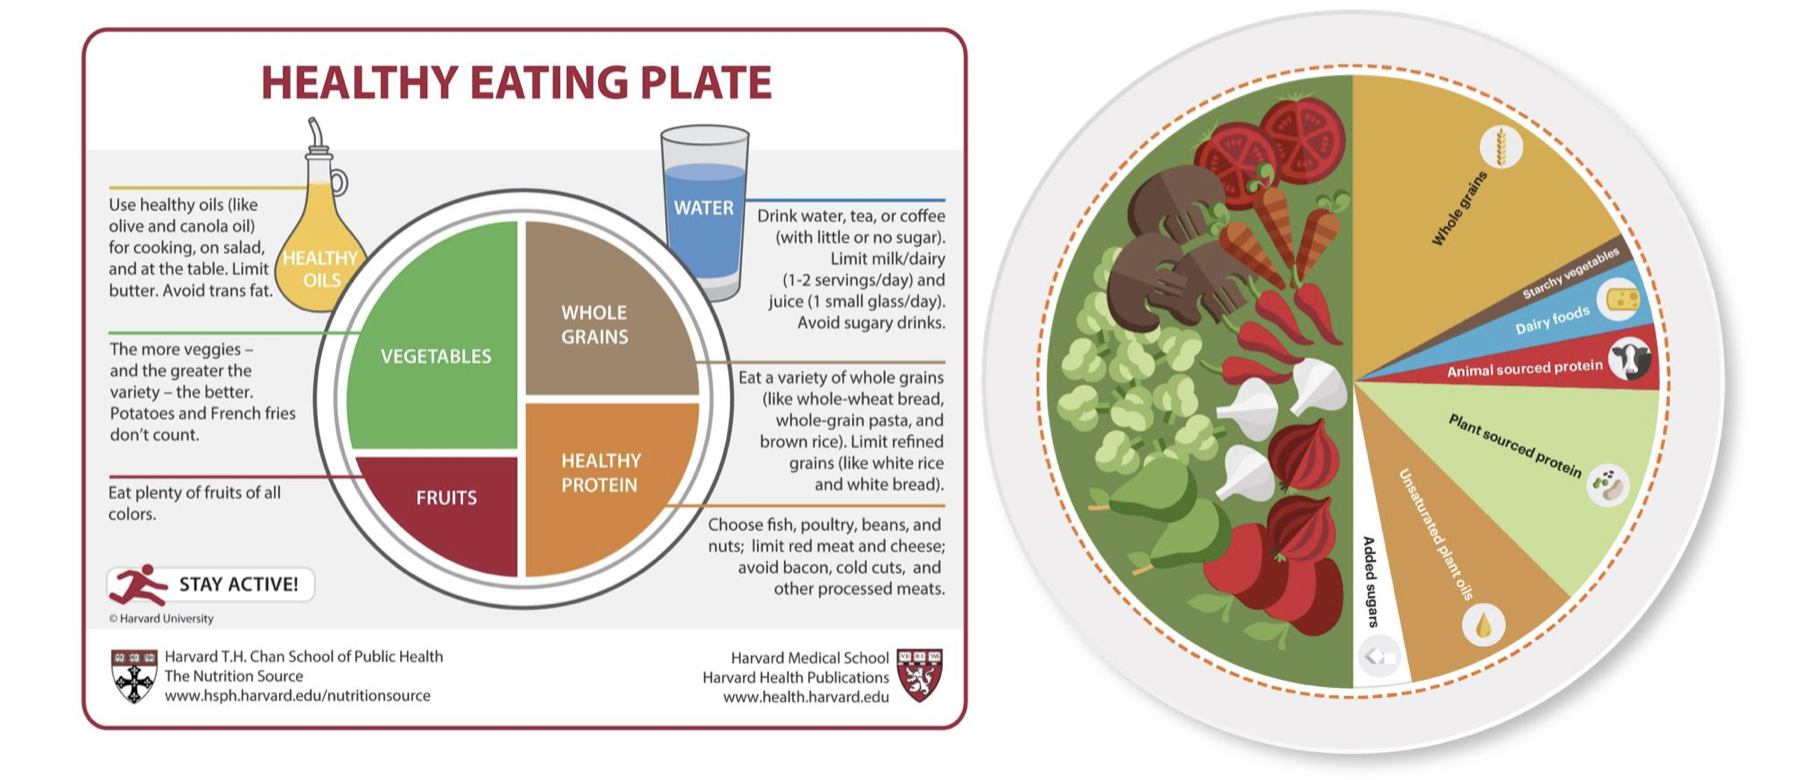 HEALTHY EATING PLATE
Use healthy oils (like
olive and canola oil)
for cooking, on salad,
and at the table. Limit
butter. Avoid trans fat.
HEALTHY
OILS
The more veggies –
and the greater the
variety – the better.
Potatoes and French fries
don’t count.
Eat plenty of fruits of all
colors.
STAY ACTIVE!
© Harvard University
VEGETABLES
FRUITS
WHOLE
GRAINS
HEALTHY
PROTEIN
WATER
Drink water, tea, or coffee
(with little or no sugar).
Limit milk/dairy
(1-2 servings/day) and
juice (1 small glass/day).
Avoid sugary drinks.
Eat a variety of whole grains
(like whole-wheat bread,
whole-grain pasta, and
brown rice). Limit refined
grains (like white rice
and white bread).
Choose fish, poultry, beans, and
nuts; limit red meat and cheese;
avoid bacon, cold cuts, and
other processed meats.
Harvard T.H. Chan School of Public Health
The Nutrition Source
www.hsph.harvard.edu/nutritionsource
Harvard Medical School
Harvard Health Publications
www.health.harvard.edu
Whole grains
Starchy vegetables
Dairy foods
Animal sourced protein
Plant sourced protein
Unsaturated plant oils
Added sugars